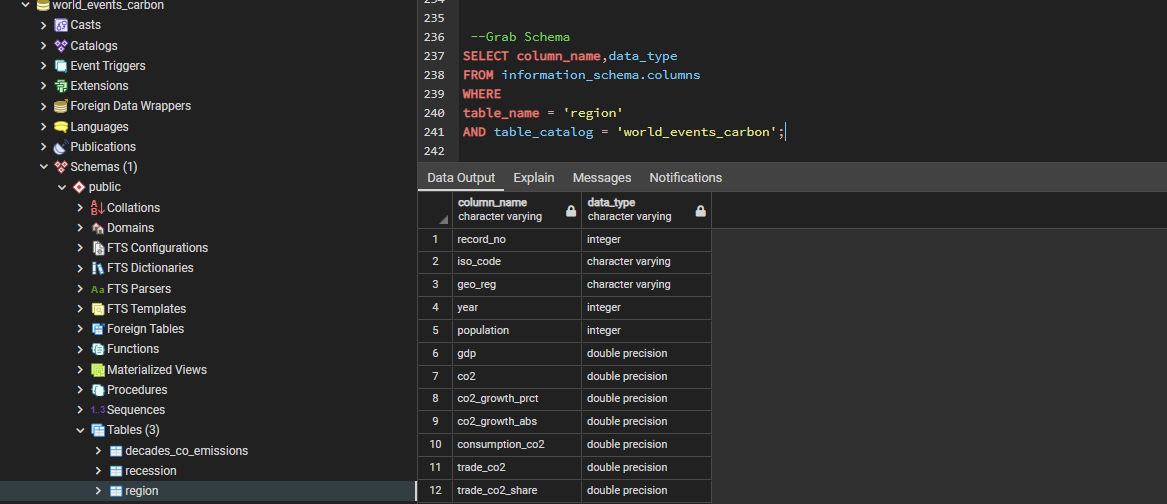 world_events_carbon
Casts
Catalogs
Event Triggers
Extensions
Foreign Data Wrappers
Languages
Publications
Schemas (1)
public
Collations
Domains
FTS Configurations
FTS Dictionaries
FTS Parsers
FTS Templates
Foreign Tables
Functions
Materialized Views
Procedures
1..3 Sequences
Tables (3)
decades_co_emissions
recession
region
234
235
236 --Grab Schema
237 SELECT column_name,data_type
238 FROM information_schema.columns
239 WHERE
240 table_name = 'region'
241 AND table_catalog = 'world_events_carbon';
242
Data Output Explain Messages Notifications
column_name data_type
character varying character varying
1 record_no integer
2 iso_code character varying
3 geo_reg character varying
4 year integer
5 population integer
6 gdp double precision
7 co2 double precision
8 co2_growth_prct double precision
9 co2_growth_abs double precision
10 consumption_co2 double precision
11 trade_co2 double precision
12 trade_co2_share double precision